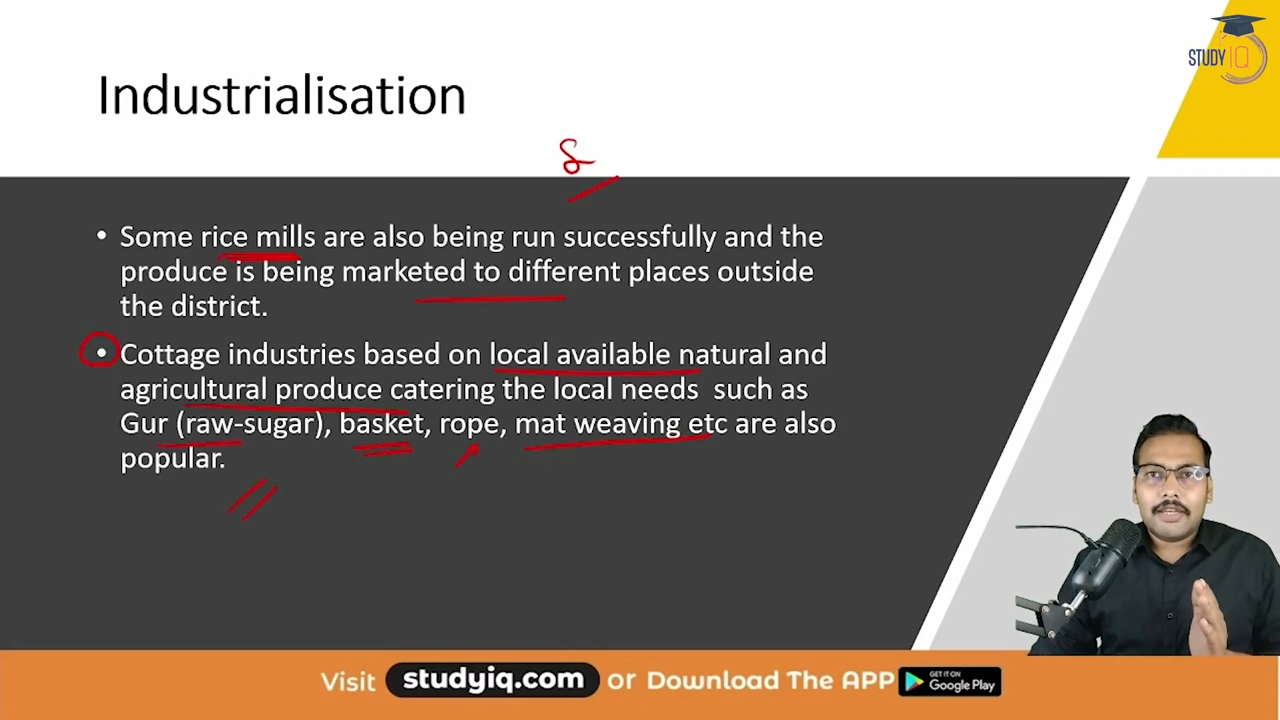 STUDY IQ
Industrialisation
&
• Some rice mills are also being run successfully and the
produce is being marketed to different places outside
the district.
• Cottage industries based on local available natural and
agricultural produce catering the local needs such as
Gur (raw-sugar), basket, rope, mat weaving etc are also
popular.
Visit studyiq.com or Download The APP GET IT ON
Google Play